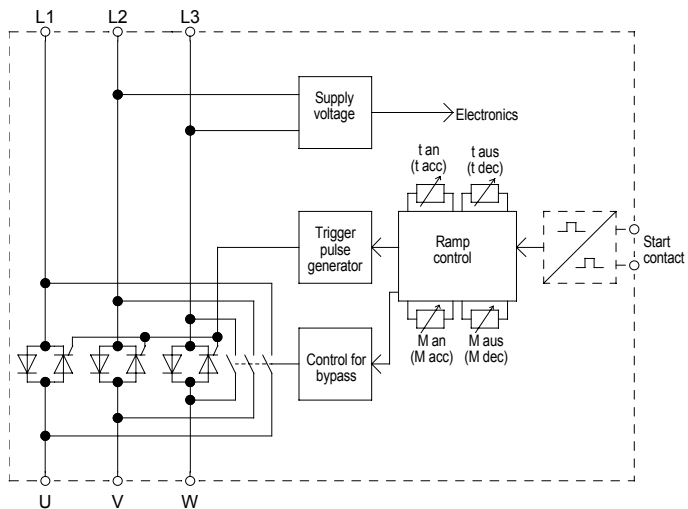 L1 L2 L3
Supply
voltage
Electronics
t an
(t acc)
t aus
(t dec)
Trigger
pulse
generator
Ramp
control
Start
contact
M an
(M acc)
M aus
(M dec)
Control for
bypass
U V W